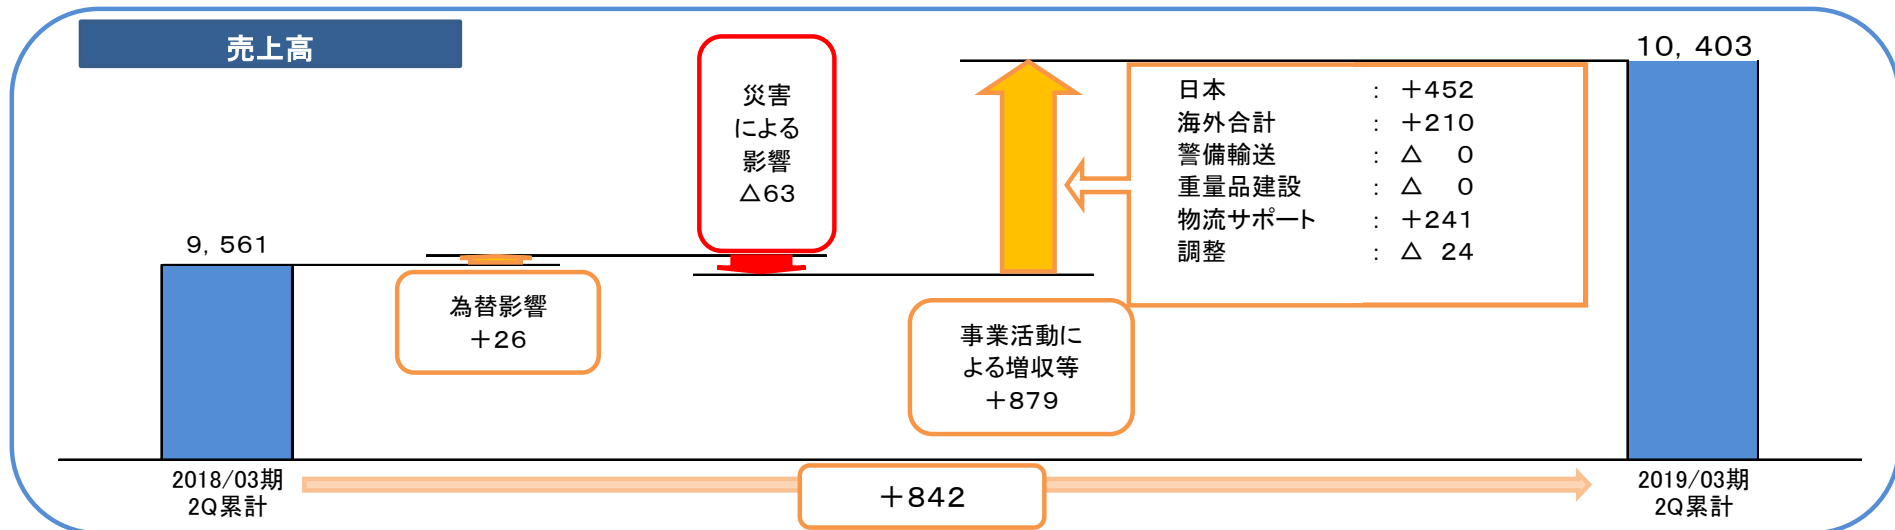 売上高
10,403
災害
による
影響
△63
日本 : +452
海外合計 : +210
警備輸送 : △ 0
重量品建設 : △ 0
物流サポート : +241
調整 : △ 24
9,561
為替影響
+26
事業活動に
よる増収等
+879
2018/03期
2Q累計
+842
2019/03期
2Q累計